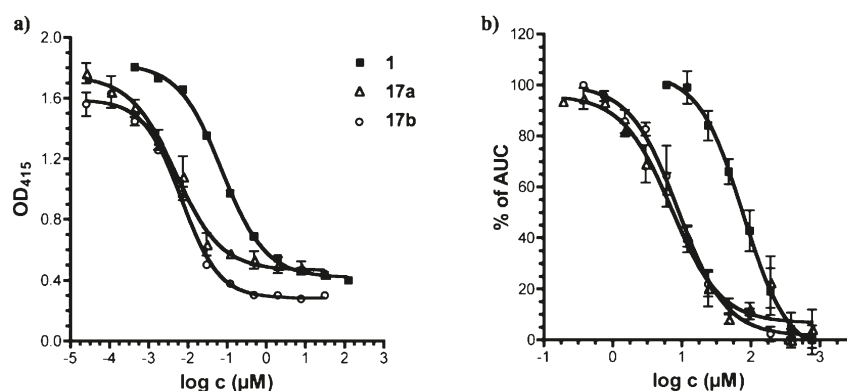 a)
2.0
1.6
1.2
0.8
0.4
0.0
OD415
-5 -4 -3 -2 -1 0 1 2 3
log c (μM)
1
17a
17b
b)
120
100
80
60
40
20
0
% of AUC
-1 0 1 2 3
log c (μM)